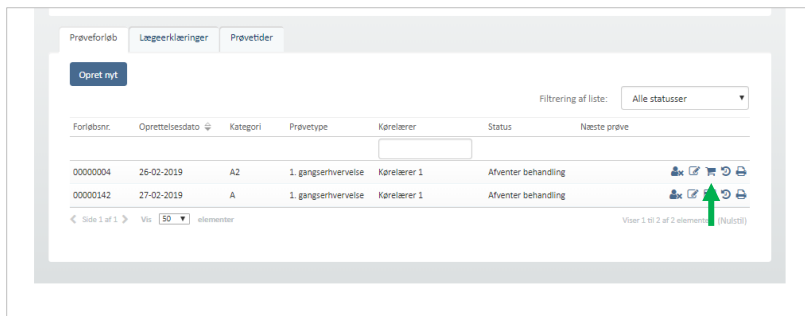 Prøveforløb Lægeerklæringer Prøvetider
Opret nyt
Filtrering af liste: Alle statusser
Forløbsnr. Oprettelsesdato Kategori Prøvetype Kørelærer Status Næste prøve
00000004 26-02-2019 A2 1. gangserhvervelse Kørelærer 1 Afventer behandling
00000142 27-02-2019 A 1. gangserhvervelse Kørelærer 1 Afventer behandling
Side 1 af 1 Vis 50 elementer Viser 1 til 2 af 2 elementer (Nulstil)